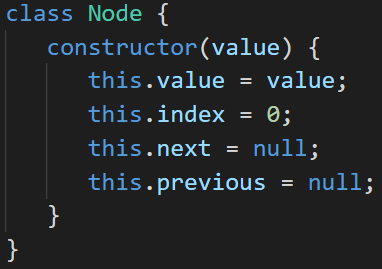 class Node {
   constructor(value) {
      this.value = value;
      this.index = 0;
      this.next = null;
      this.previous = null;
   }
}